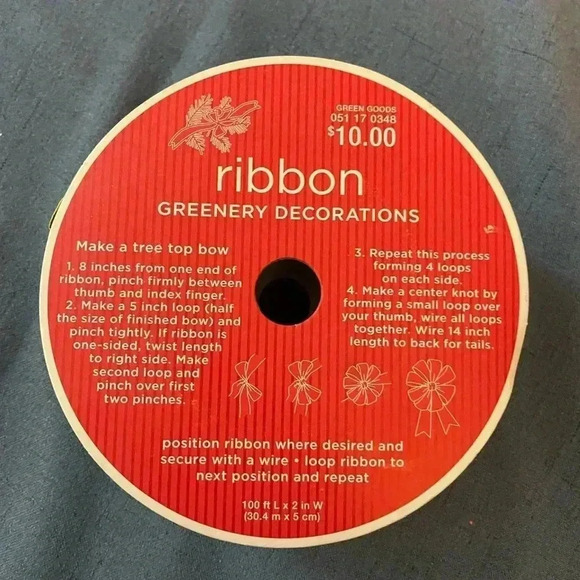 GREEN GOODS
051 17 0348
$10.00
ribbon
GREENERY DECORATIONS
Make a tree top bow
1. 8 inches from one end of
ribbon, pinch firmly between
thumb and index finger.
2. Make a 5 inch loop (half
the size of finished bow) and
pinch tightly. If ribbon is
one-sided, twist length
to right side. Make
second loop and
pinch over first
two pinches.
3. Repeat this process
forming 4 loops
on each side.
4. Make a center knot by
forming a small loop over
your thumb, wire all loops
together. Wire 14 inch
length to back for tails.
position ribbon where desired and
secure with a wire • loop ribbon to
next position and repeat
100 ft L x 2 in W
(30.4 m x 5 cm)